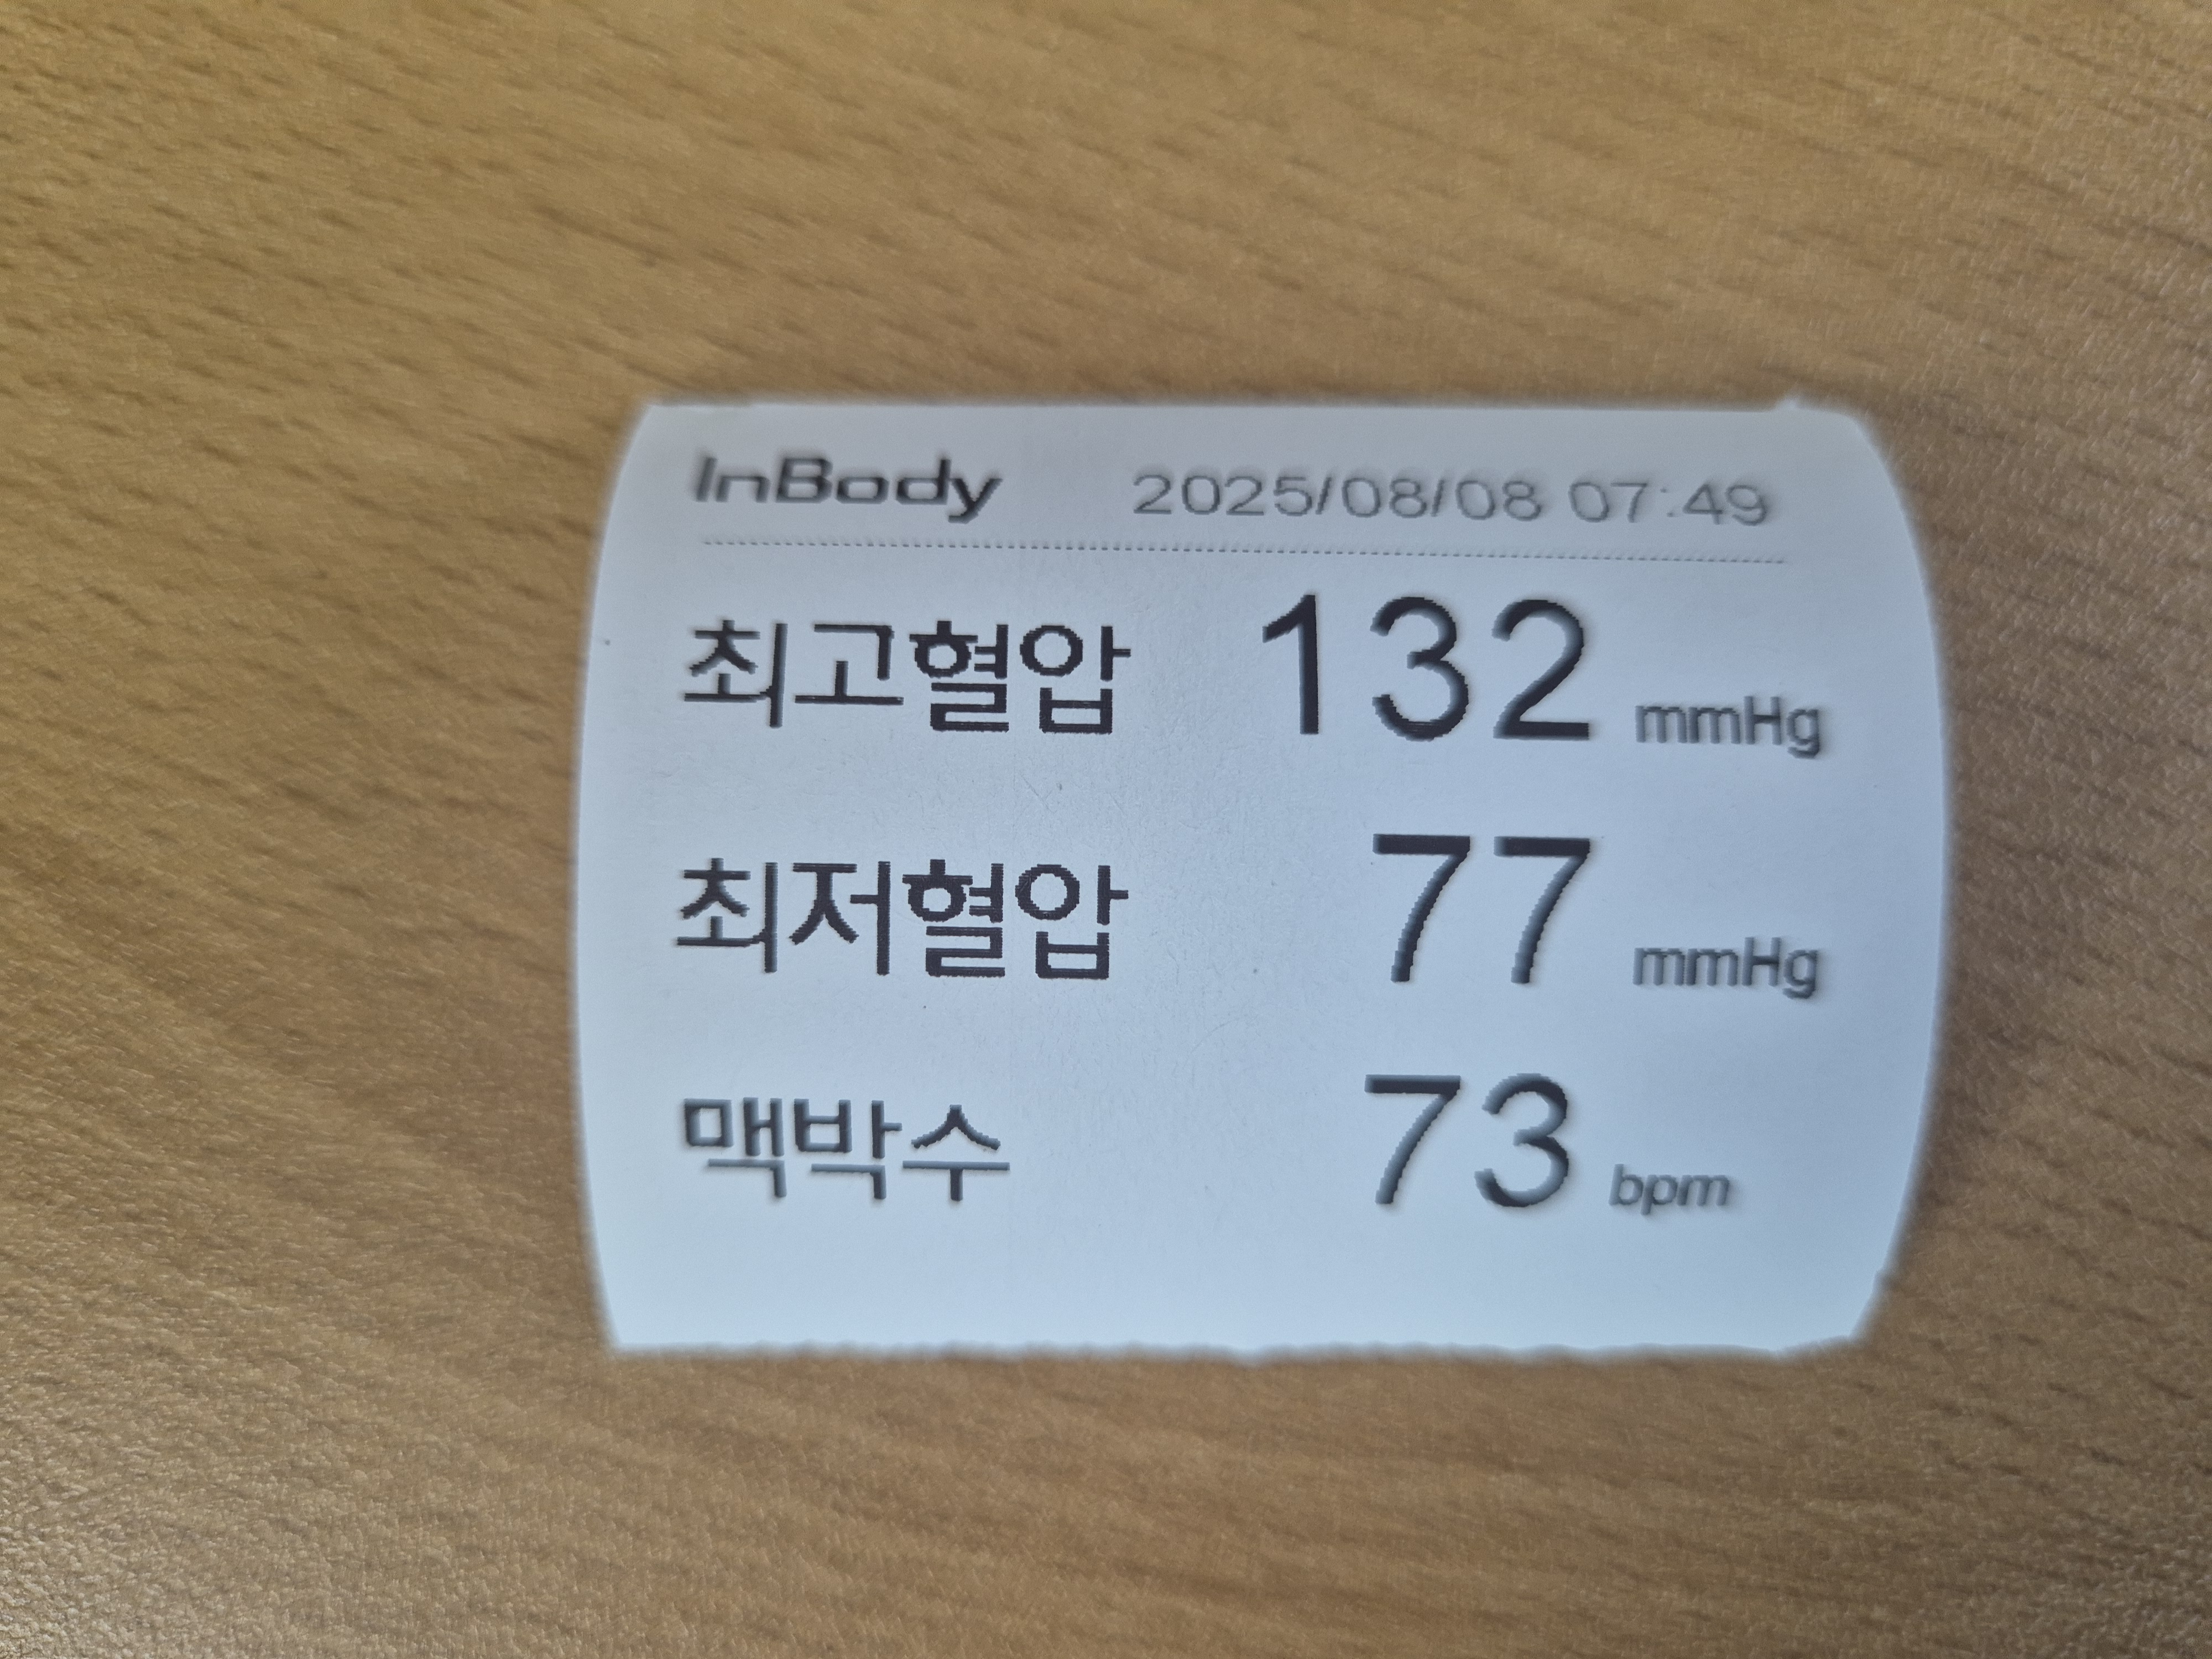 InBody 2025/08/08 07:49
최고혈압 132 mmHg
최저혈압 77 mmHg
맥박수 73 bpm